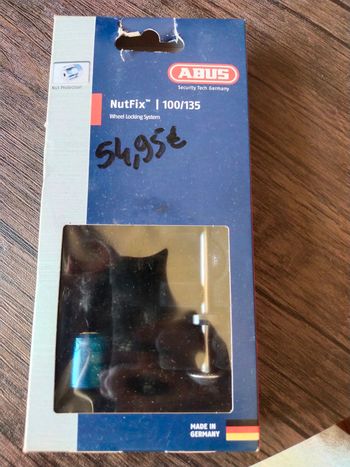 ABUS
Security Tech Germany
Nut Protection
NutFix™ | 100/135
Wheel Locking System
54,95€
MADE IN
GERMANY